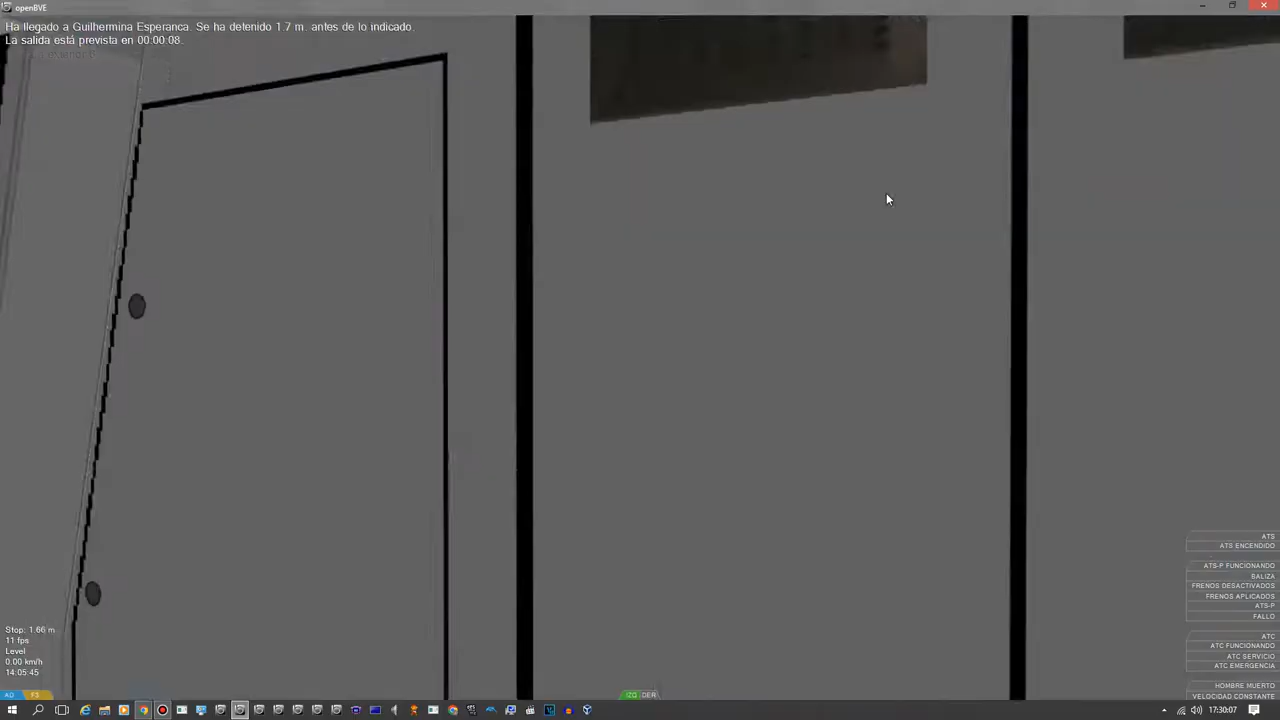 openBVE
Ha llegado a Guilhermina Esperanca. Se ha detenido 1.7 m. antes de lo indicado.
La salida está prevista en 00:00:08.
ATS
ATS ENCENDIDO
ATS-P FUNCIONANDO
BALIZA
FRENOS DESACTIVADOS
FRENOS APLICADOS
ATS-P
FALLO
Stop: 1.66 m
11 fps
Level
0.00 km/h
14:05:45
ATC
ATC FUNCIONANDO
ATC SERVICIO
ATC EMERGENCIA
HOMBRE MUERTO
VELOCIDAD CONSTANTE
IZQ DER
17:30:07